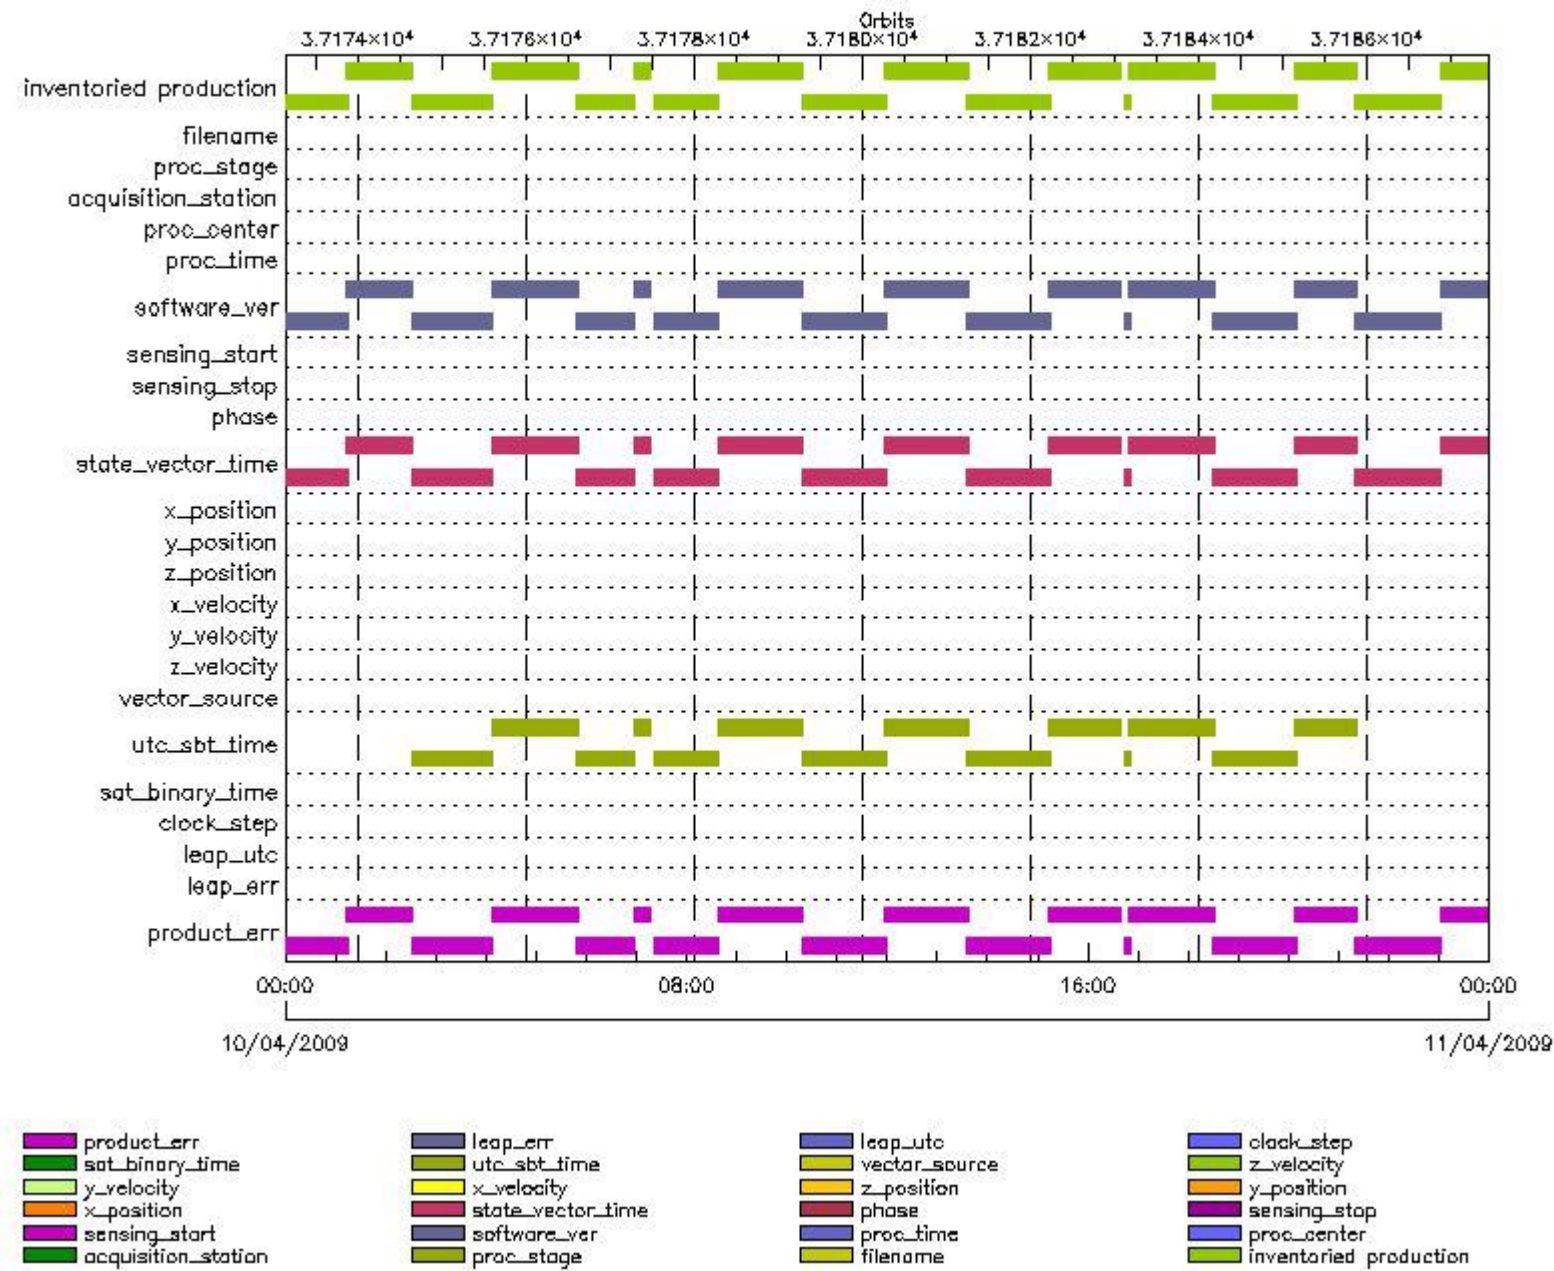 Orbits
3.7174×10⁴ 3.7176×10⁴ 3.7178×10⁴ 3.7180×10⁴ 3.7182×10⁴ 3.7184×10⁴ 3.7186×10⁴
inventoried production
filename
proc_stage
acquisition_station
proc_center
proc_time
software_ver
sensing_start
sensing_stop
phase
state_vector_time
x_position
y_position
z_position
x_velocity
y_velocity
z_velocity
vector_source
utc_sbt_time
sat_binary_time
clock_step
leap_utc
leap_err
product_err
00:00 08:00 16:00 00:00
10/04/2009 11/04/2009
product_err leap_err leap_utc clock_step
sat_binary_time utc_sbt_time vector_source z_velocity
y_velocity x_velocity z_position y_position
x_position state_vector_time phase sensing_stop
sensing_start software_ver proc_time proc_center
acquisition_station proc_stage filename inventoried production